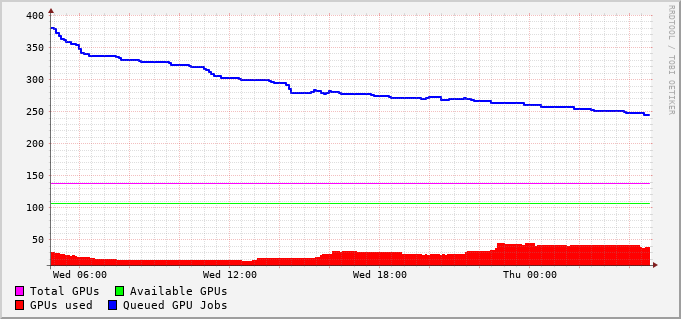 400
350
300
250
200
150
100
50
Wed 06:00 Wed 12:00 Wed 18:00 Thu 00:00
Total GPUs Available GPUs
GPUs used Queued GPU Jobs
RRDTOOL / TOBI OETIKER